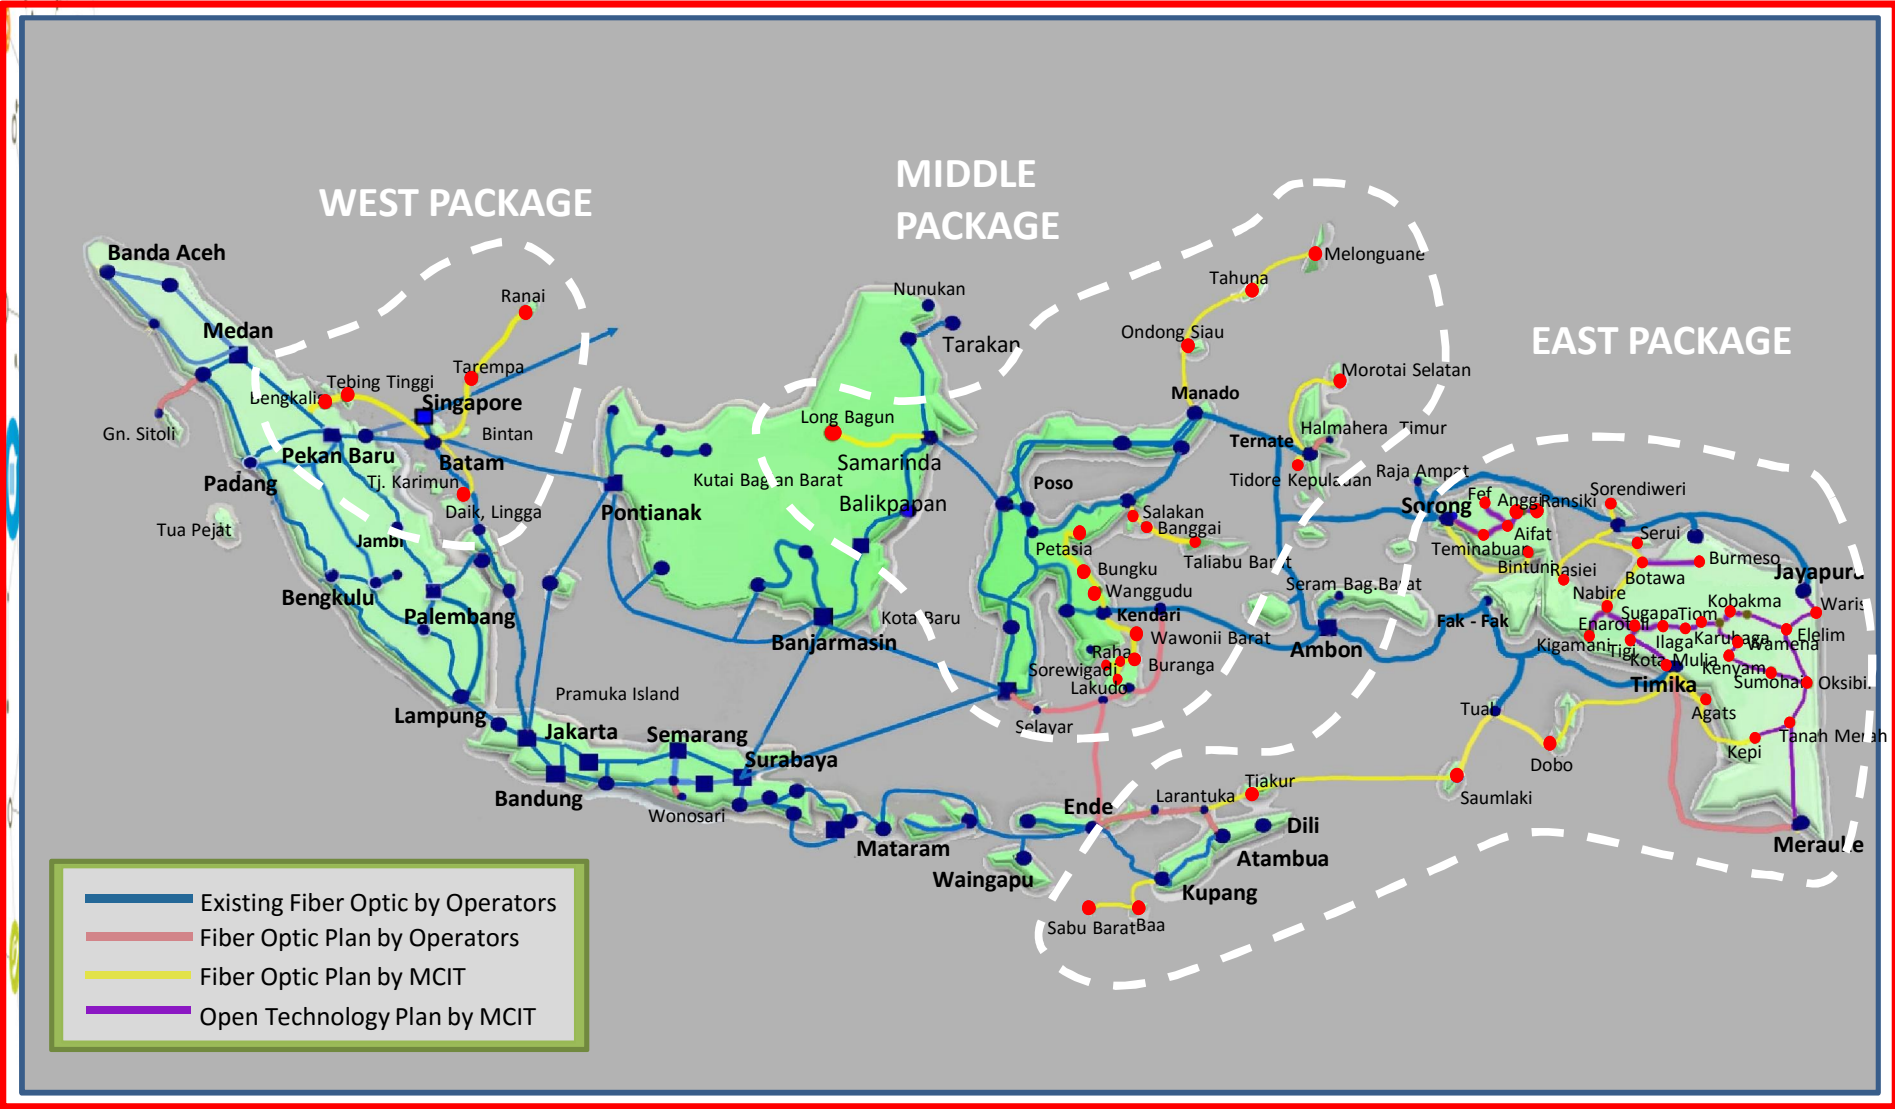 WEST PACKAGE
MIDDLE
PACKAGE
EAST PACKAGE
Banda Aceh
Medan
Gn. Sitoli
Padang
Tua Pejat
Bengkalis
Tebing Tinggi
Ranai
Tarempa
Singapore
Bintan
Pekan Baru
Batam
Tj. Karimun
Daik, Lingga
Jambi
Bengkulu
Palembang
Lampung
Pramuka Island
Jakarta
Bandung
Semarang
Wonosari
Surabaya
Mataram
Waingapu
Nunukan
Tarakan
Long Bagun
Samarinda
Kutai Bagian Barat
Balikpapan
Pontianak
Kota Baru
Banjarmasin
Melonguane
Tahuna
Ondong Siau
Manado
Morotai Selatan
Halmahera Timur
Ternate
Tidore Kepulauan
Poso
Salakan
Banggai
Taliabu Barat
Petasia
Bungku
Wanggudu
Kendari
Wawonii Barat
Raha
Buranga
Sorewigadi
Lakudo
Selayar
Seram Bag.Barat
Ambon
Ende
Larantuka
Tiakur
Dili
Atambua
Kupang
Sabu Barat
Baa
Raja Ampat
Sorong
Fef
Anggi
Ransiki
Sorendiweri
Aifat
Teminabuan
Bintuni
Rasiei
Serui
Botawa
Burmeso
Jayapura
Waris
Nabire
Fak - Fak
Kigamani
Enarotali
Tigi
Sugapa
Tiom
Kobakma
Ilaga
Karubaga
Wamena
Elelim
Kota Mulia
Kenyam
Sumohai
Oksibil
Timika
Agats
Kepi
Tanah Merah
Merauke
Tual
Dobo
Saumlaki
Existing Fiber Optic by Operators
Fiber Optic Plan by Operators
Fiber Optic Plan by MCIT
Open Technology Plan by MCIT